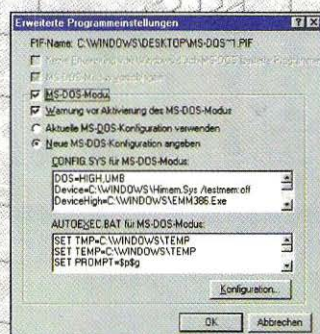 Erweiterte Programmeinstellungen
PIF-Name: C:\WINDOWS\DESKTOP\MS-DOS~1.PIF
MS-DOS-Modus
Warnung vor Aktivierung des MS-DOS-Modus
Aktuelle MS-DOS-Konfiguration verwenden
Neue MS-DOS-Konfiguration angeben
CONFIG.SYS für MS-DOS-Modus:
DOS=HIGH,UMB
Device=C:\WINDOWS\Himem.Sys /testmem:off
DeviceHigh=C:\WINDOWS\EMM386.Exe
AUTOEXEC.BAT für MS-DOS-Modus:
SET TMP=C:\WINDOWS\TEMP
SET TEMP=C:\WINDOWS\TEMP
SET PROMPT=$p$g
Konfiguration...
OK
Abbrechen